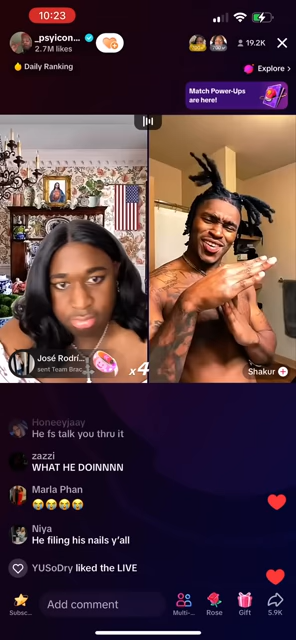 10:23
_psyicon...
2.7M likes
19.2K
Daily Ranking
Explore >
Match Power-Ups
are here!
José Rodrí...
sent Team Brac...
x4
Shakur
Honeeyjaay
He fs talk you thru it
zazzi
WHAT HE DOINNNN
Marla Phan
😭😭😭😭
Niya
He filing his nails y'all
YUSoDry liked the LIVE
Subsc...
Add comment
Multi-...
Rose
Gift
5.9K